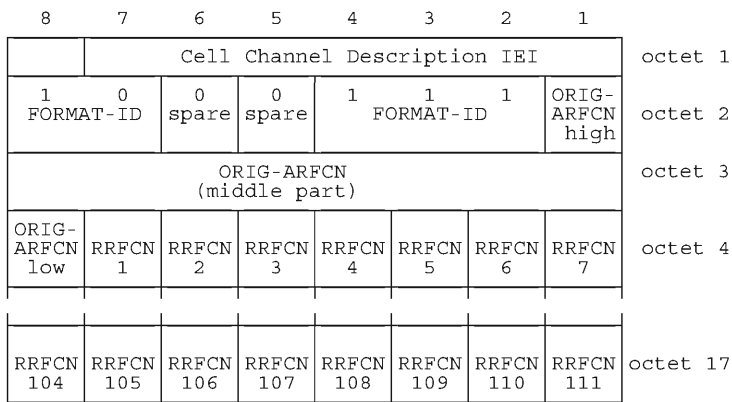 8 7 6 5 4 3 2 1
Cell Channel Description IEI octet 1
1 0 0 0 1 1 1 ORIG-
FORMAT-ID spare spare FORMAT-ID ARFCN octet 2
high
ORIG-ARFCN octet 3
(middle part)
ORIG-
ARFCN RRFCN RRFCN RRFCN RRFCN RRFCN RRFCN RRFCN octet 4
low 1 2 3 4 5 6 7
RRFCN RRFCN RRFCN RRFCN RRFCN RRFCN RRFCN RRFCN octet 17
104 105 106 107 108 109 110 111